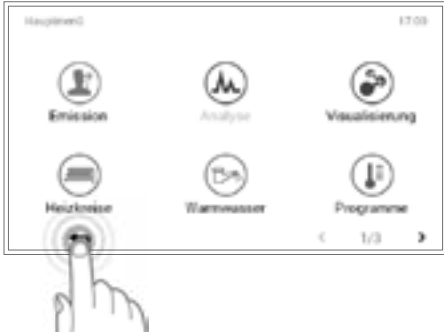 Hauptmenü 17:09
Emission Analyse Visualisierung
Heizkreise Warmwasser Programme
< 1/3 >